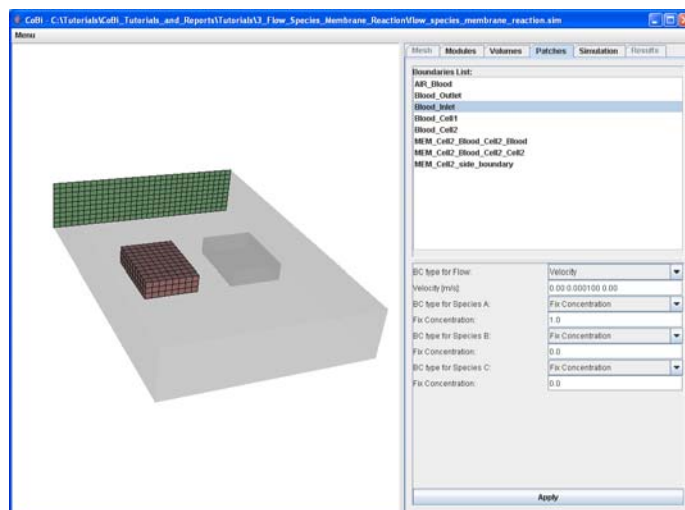 CoBi - C:\Tutorials\CoBi_Tutorials_and_Reports\Tutorials\3_Flow_Species_Membrane_Reaction\flow_species_membrane_reaction.sim
Menu
Mesh Modules Volumes Patches Simulation Results
Boundaries List:
AIR_Blood
Blood_Outlet
Blood_Inlet
Blood_Cell1
Blood_Cell2
MEM_Cell2_Blood_Cell2_Blood
MEM_Cell2_Blood_Cell2_Cell2
MEM_Cell2_side_boundary
BC type for Flow: Velocity
Velocity [m/s]: 0.00 0.000100 0.00
BC type for Species A: Fix Concentration
Fix Concentration: 1.0
BC type for Species B: Fix Concentration
Fix Concentration: 0.0
BC type for Species C: Fix Concentration
Fix Concentration: 0.0
Apply